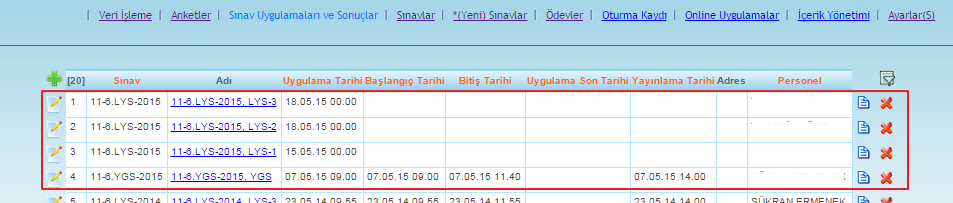 | Veri İşleme | Anketler | Sınav Uygulamaları ve Sonuçlar | Sınavlar | *(Yeni) Sınavlar | Ödevler | Oturma Kaydı | Online Uygulamalar | İçerik Yönetimi | Ayarlar(S)
[20] Sınav Adı Uygulama Tarihi Başlangıç Tarihi Bitiş Tarihi Uygulama Son Tarihi Yayınlama Tarihi Adres Personel
1 11-6.LYS-2015 11-6.LYS-2015, LYS-3 18.05.15 00.00
2 11-6.LYS-2015 11-6.LYS-2015, LYS-2 18.05.15 00.00
3 11-6.LYS-2015 11-6.LYS-2015, LYS-1 15.05.15 00.00
4 11-6.YGS-2015 11-6.YGS-2015, YGS 07.05.15 09.00 07.05.15 09.00 07.05.15 11.40 07.05.15 14.00
5 11-6.LYS-2014 11-6.LYS-2014, LYS-3 23.05.14 09.55 23.05.14 09.55 23.05.14 11.55 23.05.14 14.00 ŞÜKRAN ERMENEK